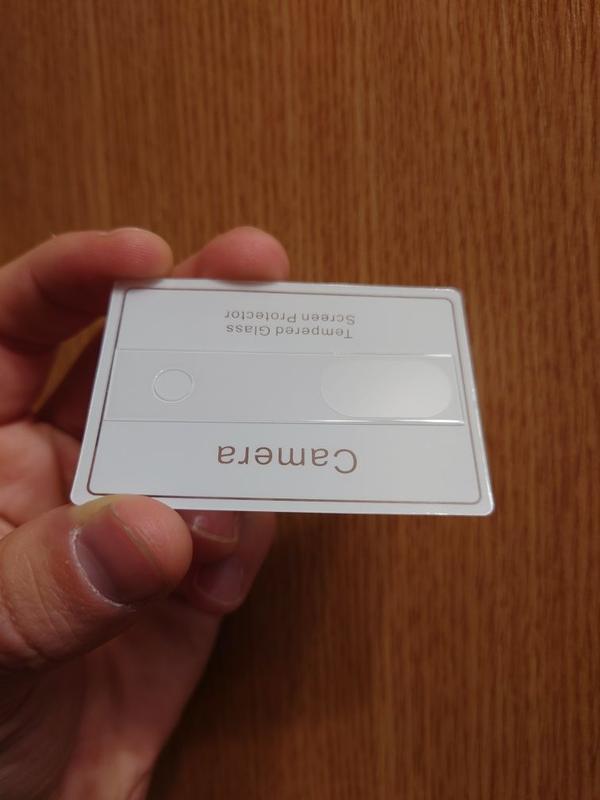 Camera
Tempered Glass
Screen Protector